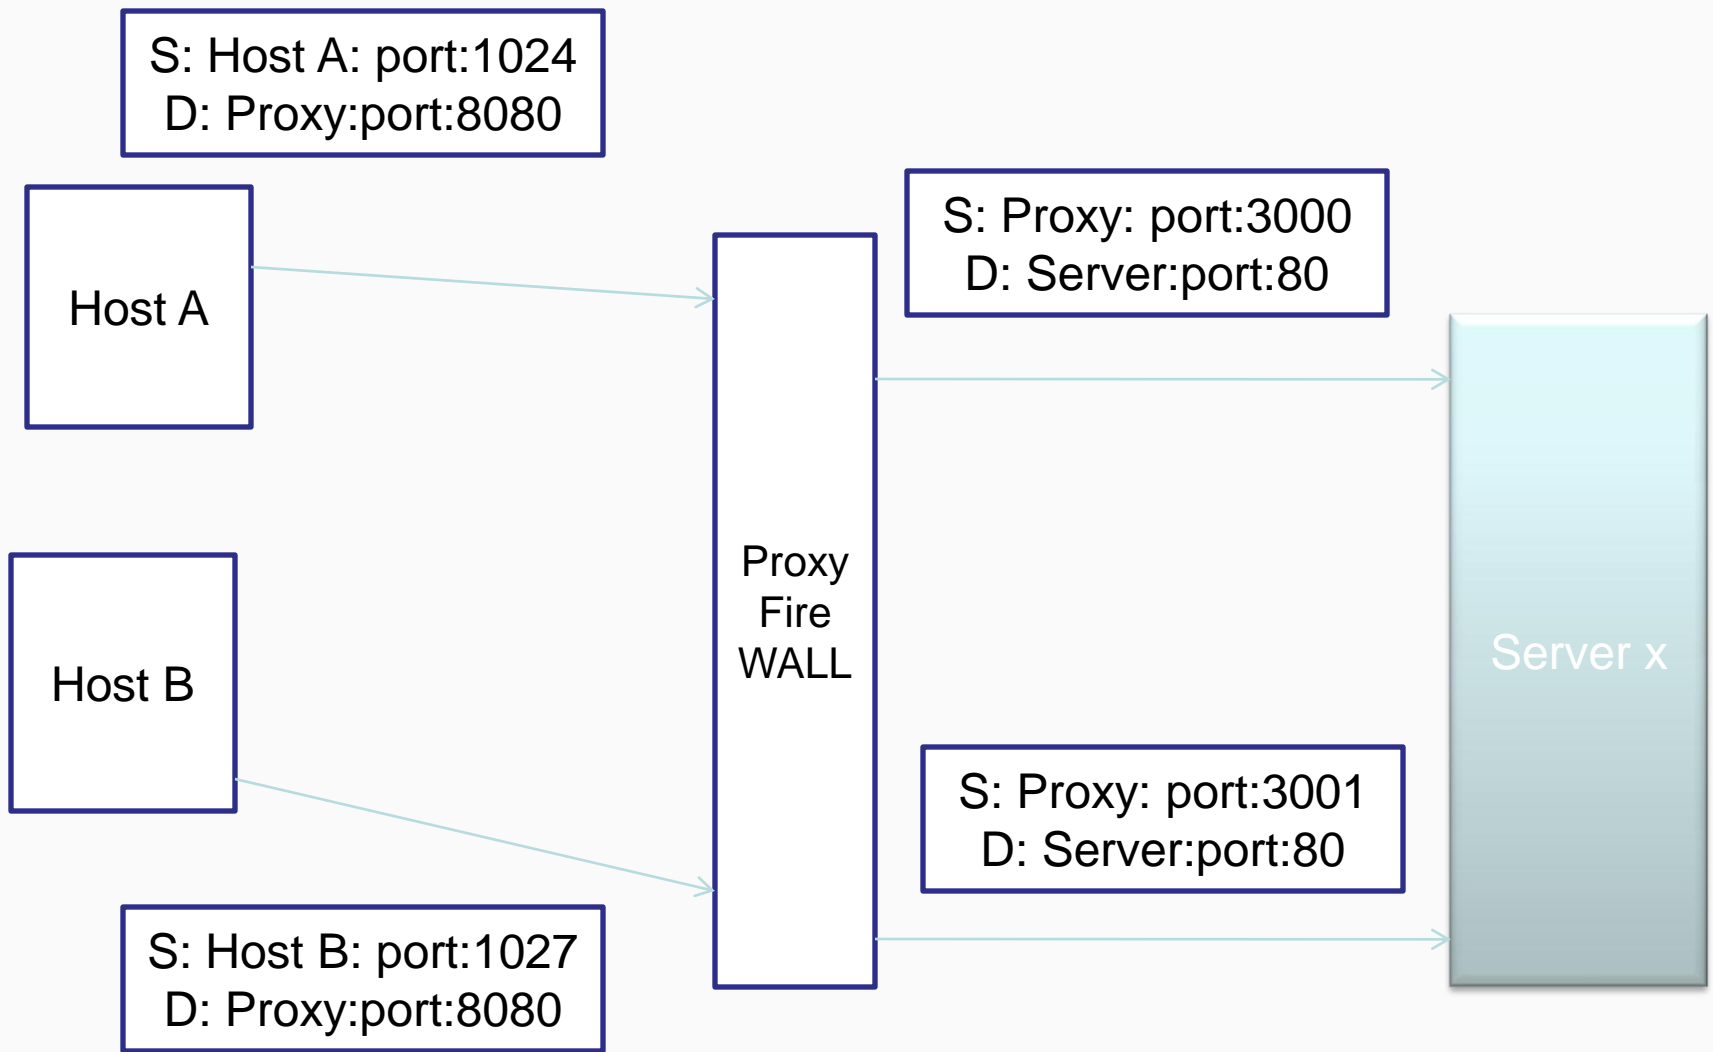 S: Host A: port:1024
D: Proxy:port:8080
S: Proxy: port:3000
D: Server:port:80
Host A
Proxy
Fire
WALL
Server x
Host B
S: Proxy: port:3001
D: Server:port:80
S: Host B: port:1027
D: Proxy:port:8080